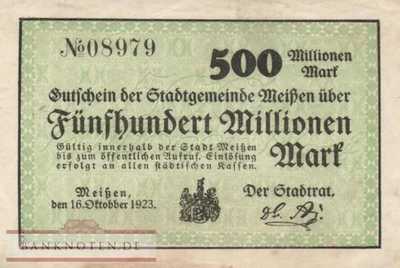 №08979
500 Millionen
Mark
Gutschein der Stadtgemeinde Meißen über
Fünfhundert Millionen
Gültig innerhalb der Stadt Meißen
bis zum öffentlichen Aufruf. Einlösung
erfolgt an allen städtischen Kassen.
Mark
Meißen,
den 16. Oktober 1923.
Der Stadtrat.
BANKNOTEN.DE